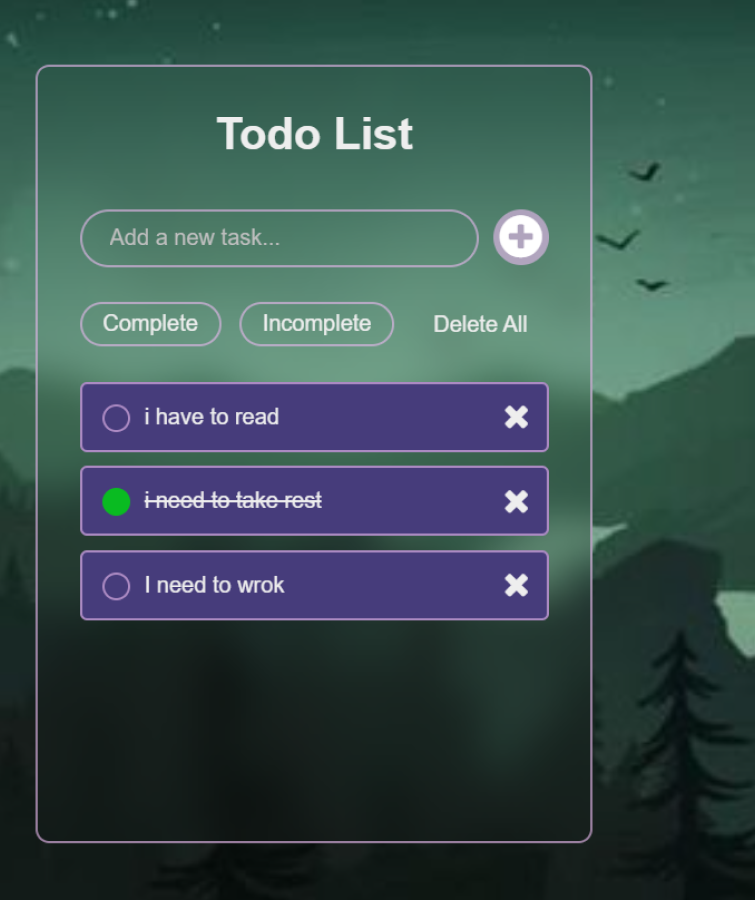 Todo List
Add a new task...
Complete Incomplete Delete All
i have to read
i need to take rest
I need to wrok